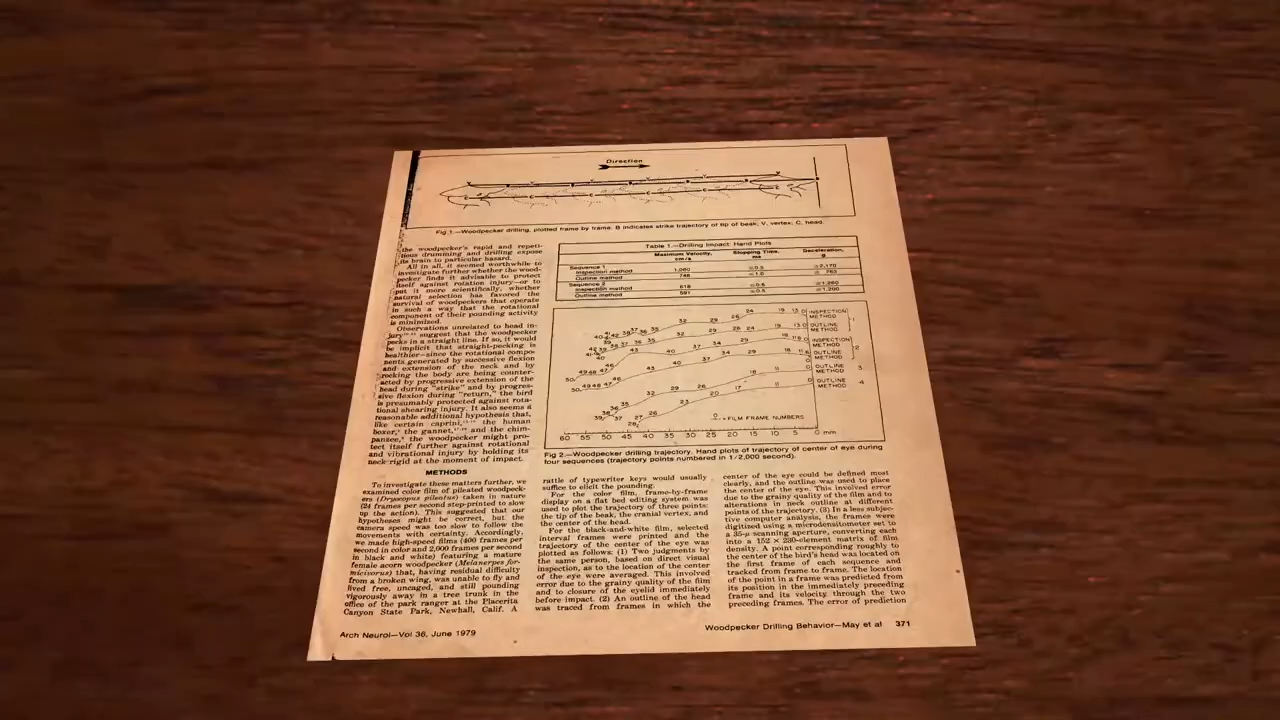 Direction
Fig 1.—Woodpecker drilling, plotted frame by frame. B indicates strike trajectory of tip of beak; V, vertex; C, head.
the woodpecker's rapid and repeti-
tious drumming and drilling expose
its brain to particular hazard.
All in all, it seemed worthwhile to
investigate further whether the wood-
pecker finds it advisable to protect
itself against rotation injury—or to
put it more scientifically, whether
natural selection has favored the
survival of woodpeckers that operate
in such a way that the rotational
component of their pounding activity
is minimized.
Observations unrelated to head in-
jury suggest that the woodpecker
pecks in a straight line. If so, it would
be implicit that straight-pecking is
healthier—since the rotational compo-
nents generated by successive flexion
and extension of the neck and by
rocking the body are being counter-
acted by progressive extension of the
head during "strike" and by progres-
sive flexion during "return," the bird
is presumably protected against rota-
tional shearing injury. It also seems a
reasonable additional hypothesis that,
like certain caprini, the human
boxer, the gannet, and the chim-
panzee, the woodpecker might pro-
tect itself further against rotational
and vibrational injury by holding its
neck rigid at the moment of impact.
METHODS
To investigate these matters further, we
examined color film of pileated woodpeck-
ers (Dryocopus pileatus) taken in nature
(24 frames per second step-printed to slow
up the action). This suggested that our
hypotheses might be correct, but the
camera speed was too slow to follow the
movements with certainty. Accordingly,
we made high-speed films (400 frames per
second in color and 2,000 frames per second
in black and white) featuring a mature
female acorn woodpecker (Melanerpes for-
micivorus) that, having residual difficulty
from a broken wing, was unable to fly and
lived free, uncaged, and still pounding
vigorously away in a tree trunk in the
office of the park ranger at the Placerita
Canyon State Park, Newhall, Calif. A
Table 1.—Drilling Impact: Hand Plots
Maximum Velocity, cm/s Stopping Time, ms Deceleration, g
Sequence 1
Inspection method 1,060
Outline method 748
Sequence 2
Inspection method 618
Outline method 591
INSPECTION METHOD
OUTLINE METHOD
INSPECTION METHOD
OUTLINE METHOD
OUTLINE METHOD 3
OUTLINE METHOD 4
= FILM FRAME NUMBERS
60 55 50 45 40 35 30 25 20 15 10 5 0 mm
Fig 2.—Woodpecker drilling trajectory. Hand plots of trajectory of center of eye during
four sequences (trajectory points numbered in 1/2,000 second).
rattle of typewriter keys would usually
suffice to elicit the pounding.
For the color film, frame-by-frame
display on a flat bed editing system was
used to plot the trajectory of three points:
the tip of the beak, the cranial vertex, and
the center of the head.
For the black-and-white film, selected
interval frames were printed and the
trajectory of the center of the eye was
plotted as follows: (1) Two judgments by
the same person, based on direct visual
inspection, as to the location of the center
of the eye were averaged. This involved
error due to the grainy quality of the film
and to closure of the eyelid immediately
before impact. (2) An outline of the head
was traced from frames in which the
center of the eye could be defined most
clearly, and the outline was used to place
the center of the eye. This involved error
due to the grainy quality of the film and to
alterations in neck outline at different
points of the trajectory. (3) In a less subjec-
tive computer analysis, the frames were
digitized using a microdensitometer set to
a 35-μ scanning aperture, converting each
into a 152 × 230-element matrix of film
density. A point corresponding roughly to
the center of the bird's head was located on
the first frame of each sequence and
tracked from frame to frame. The location
of the point in a frame was predicted from
its position in the immediately preceding
frame and its velocity through the two
preceding frames. The error of prediction
Arch Neurol—Vol 36, June 1979
Woodpecker Drilling Behavior—May et al 371